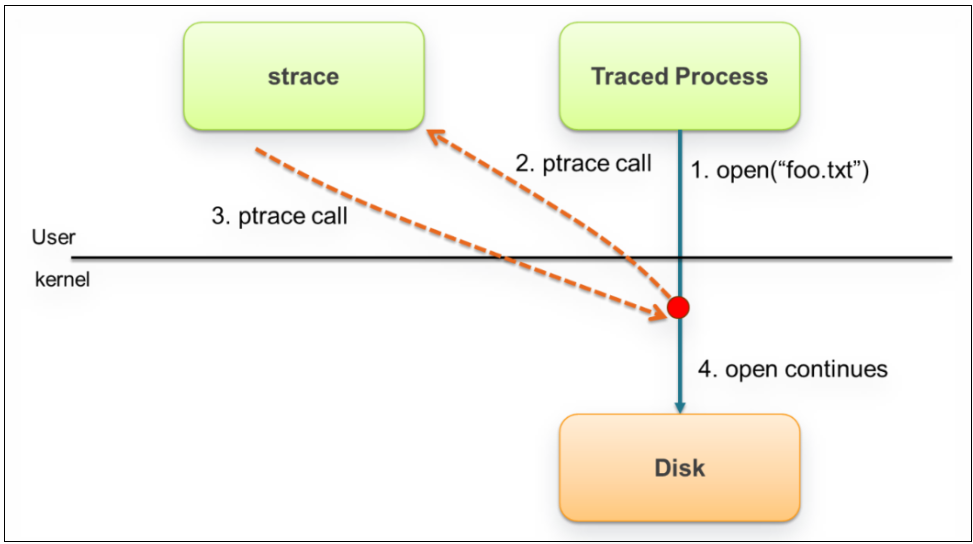 strace
Traced Process
2. ptrace call
1. open(“foo.txt”)
3. ptrace call
User
kernel
4. open continues
Disk